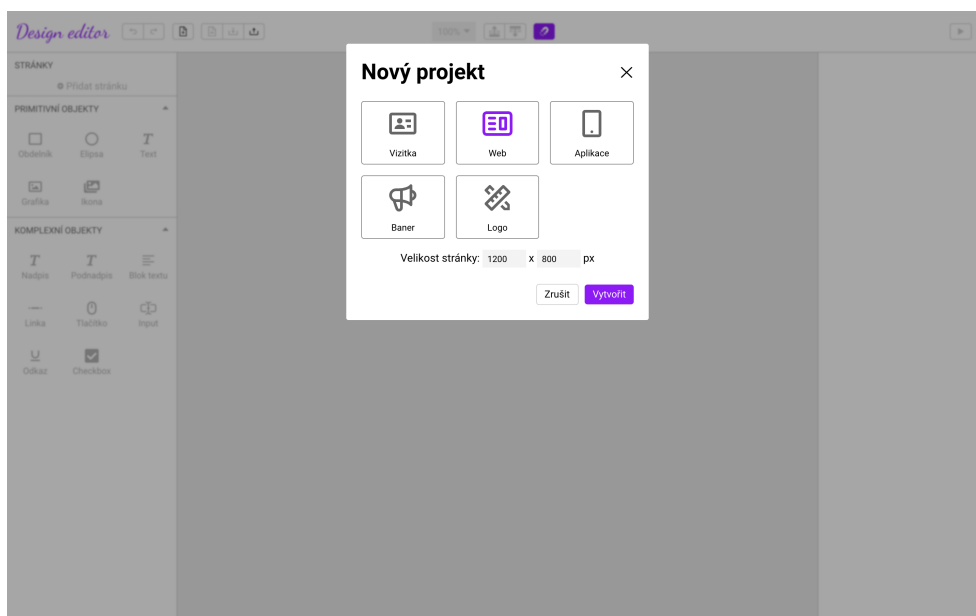 Design editor
100%
STRÁNKY
Přidat stránku
PRIMITIVNÍ OBJEKTY
Obdelník Elipsa Text
Grafika Ikona
KOMPLEXNÍ OBJEKTY
Nadpis Podnadpis Blok textu
Linka Tlačítko Input
Odkaz Checkbox
Nový projekt
Vizitka Web Aplikace
Baner Logo
Velikost stránky: 1200 x 800 px
Zrušit Vytvořit